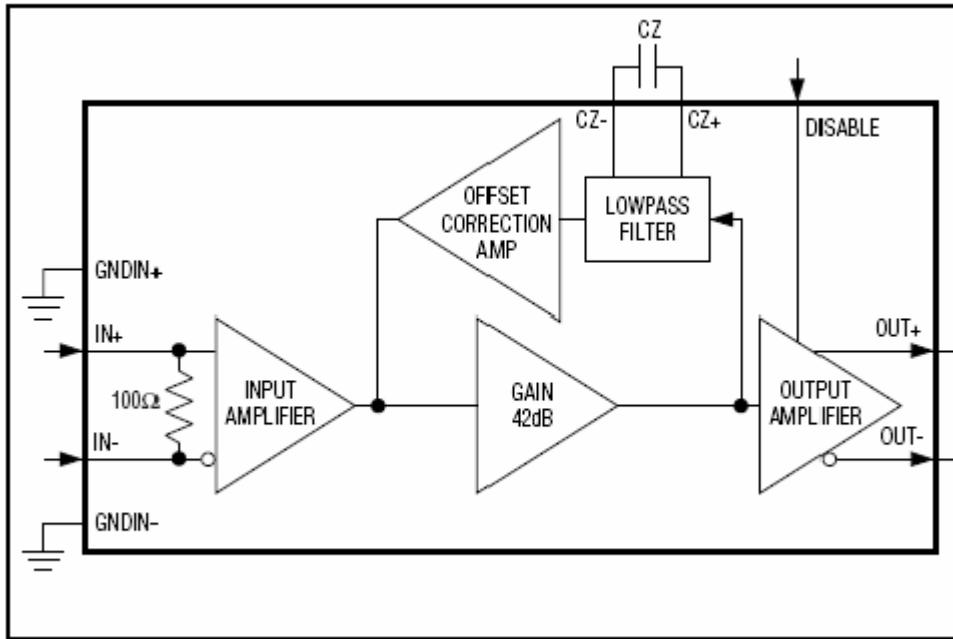 CZ
CZ-
CZ+
DISABLE
OFFSET
CORRECTION
AMP
LOWPASS
FILTER
GNDIN+
IN+
OUT+
100Ω
INPUT
AMPLIFIER
GAIN
42dB
OUTPUT
AMPLIFIER
IN-
OUT-
GNDIN-